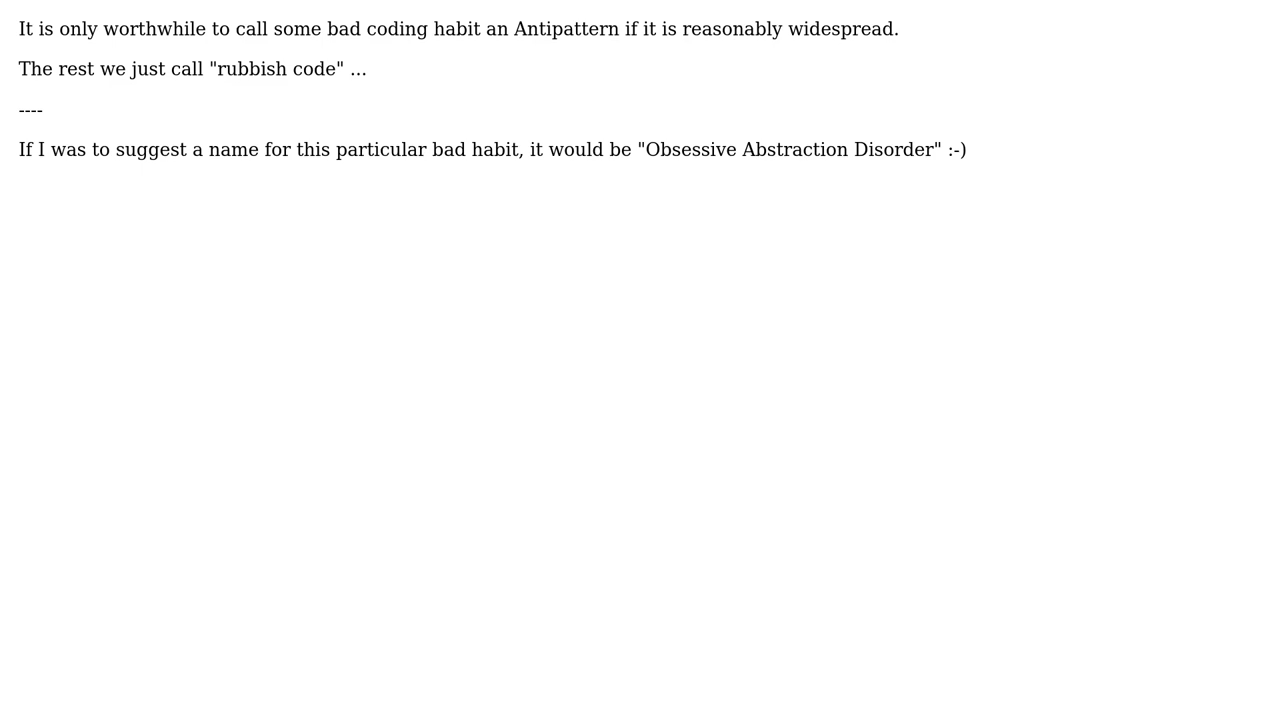 It is only worthwhile to call some bad coding habit an Antipattern if it is reasonably widespread.
The rest we just call "rubbish code" ...
----
If I was to suggest a name for this particular bad habit, it would be "Obsessive Abstraction Disorder" :-)